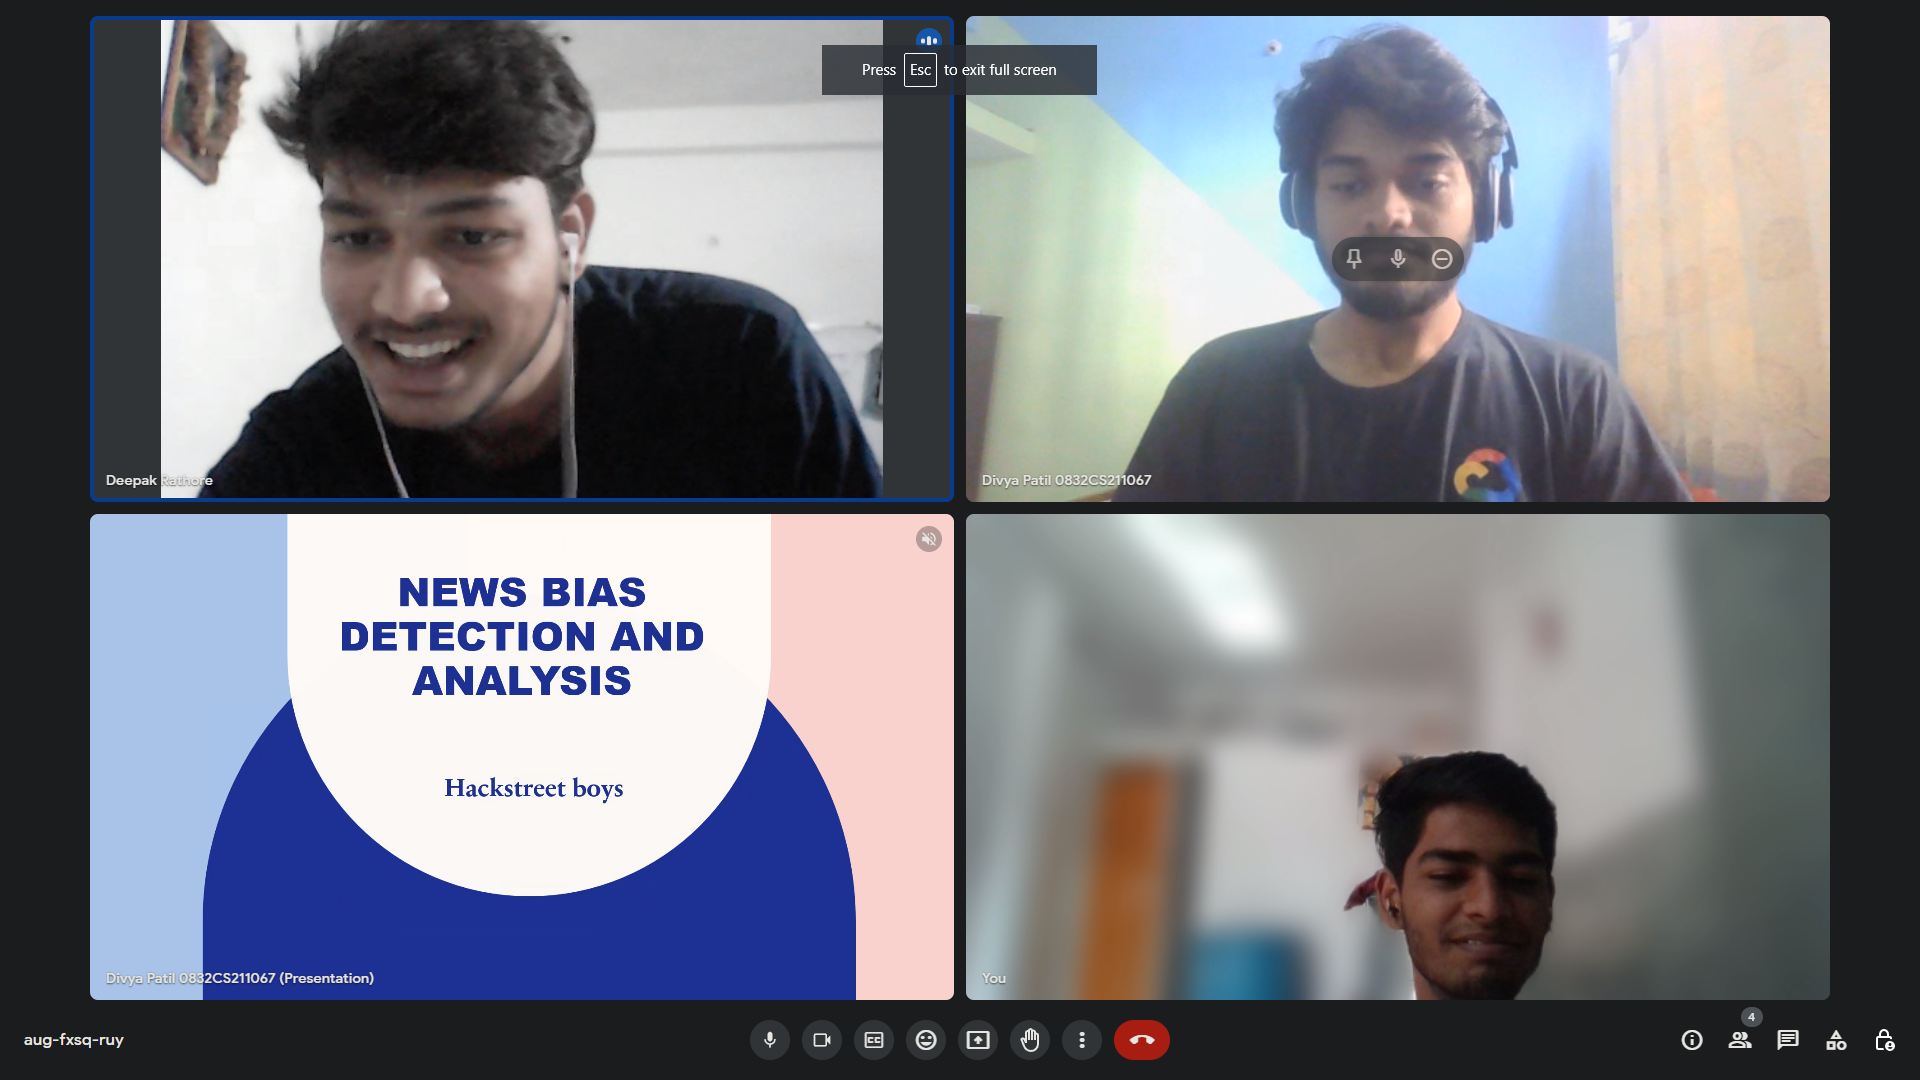 Press Esc to exit full screen
Deepak Rathore
Divya Patil 0832CS211067
NEWS BIAS
DETECTION AND
ANALYSIS
Hackstreet boys
Divya Patil 0832CS211067 (Presentation)
You
aug-fxsq-ruy
CC
4